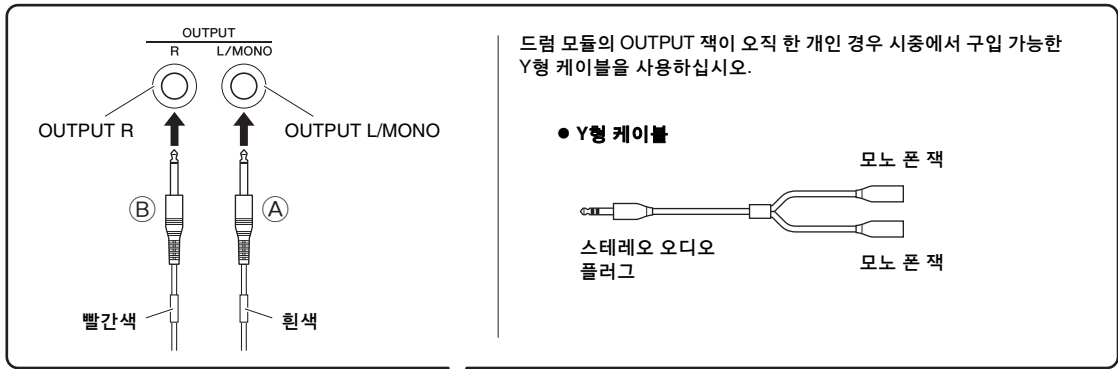 OUTPUT
R L/MONO
OUTPUT R
OUTPUT L/MONO
Ⓑ
Ⓐ
빨간색
흰색
드럼 모듈의 OUTPUT 잭이 오직 한 개인 경우 시중에서 구입 가능한
Y형 케이블을 사용하십시오.
● Y형 케이블
모노 폰 잭
스테레오 오디오
플러그
모노 폰 잭